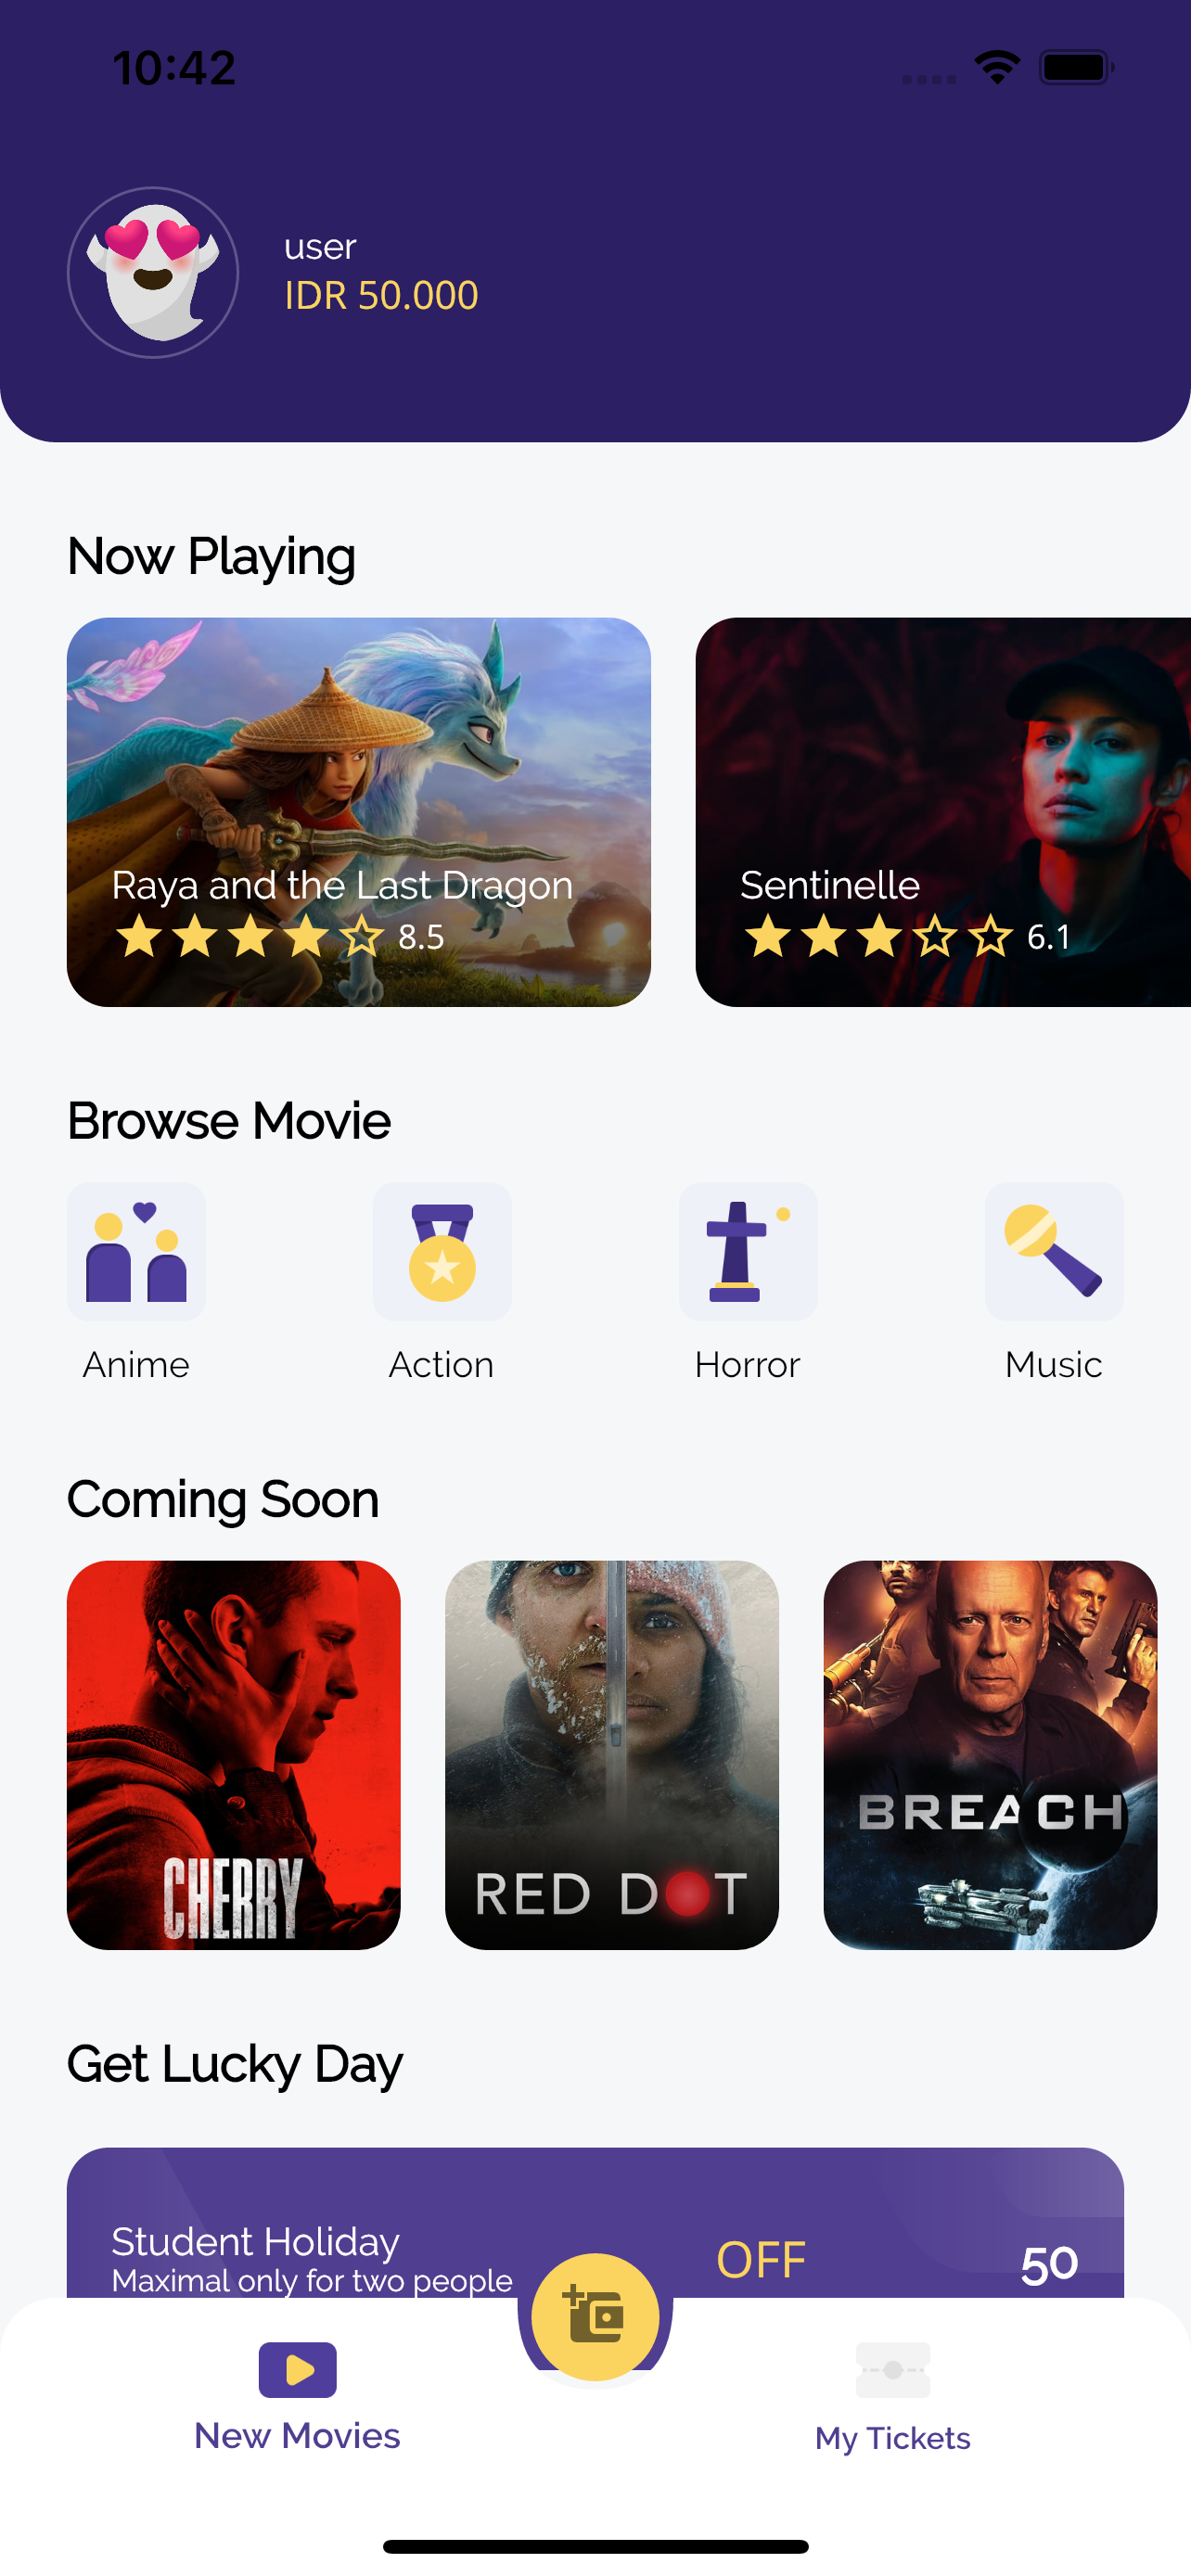 10:42
user
IDR 50.000
Now Playing
Raya and the Last Dragon
8.5
Sentinelle
6.1
Browse Movie
Anime
Action
Horror
Music
Coming Soon
CHERRY
RED DOT
BREACH
Get Lucky Day
Student Holiday
Maximal only for two people
OFF
50
New Movies
My Tickets